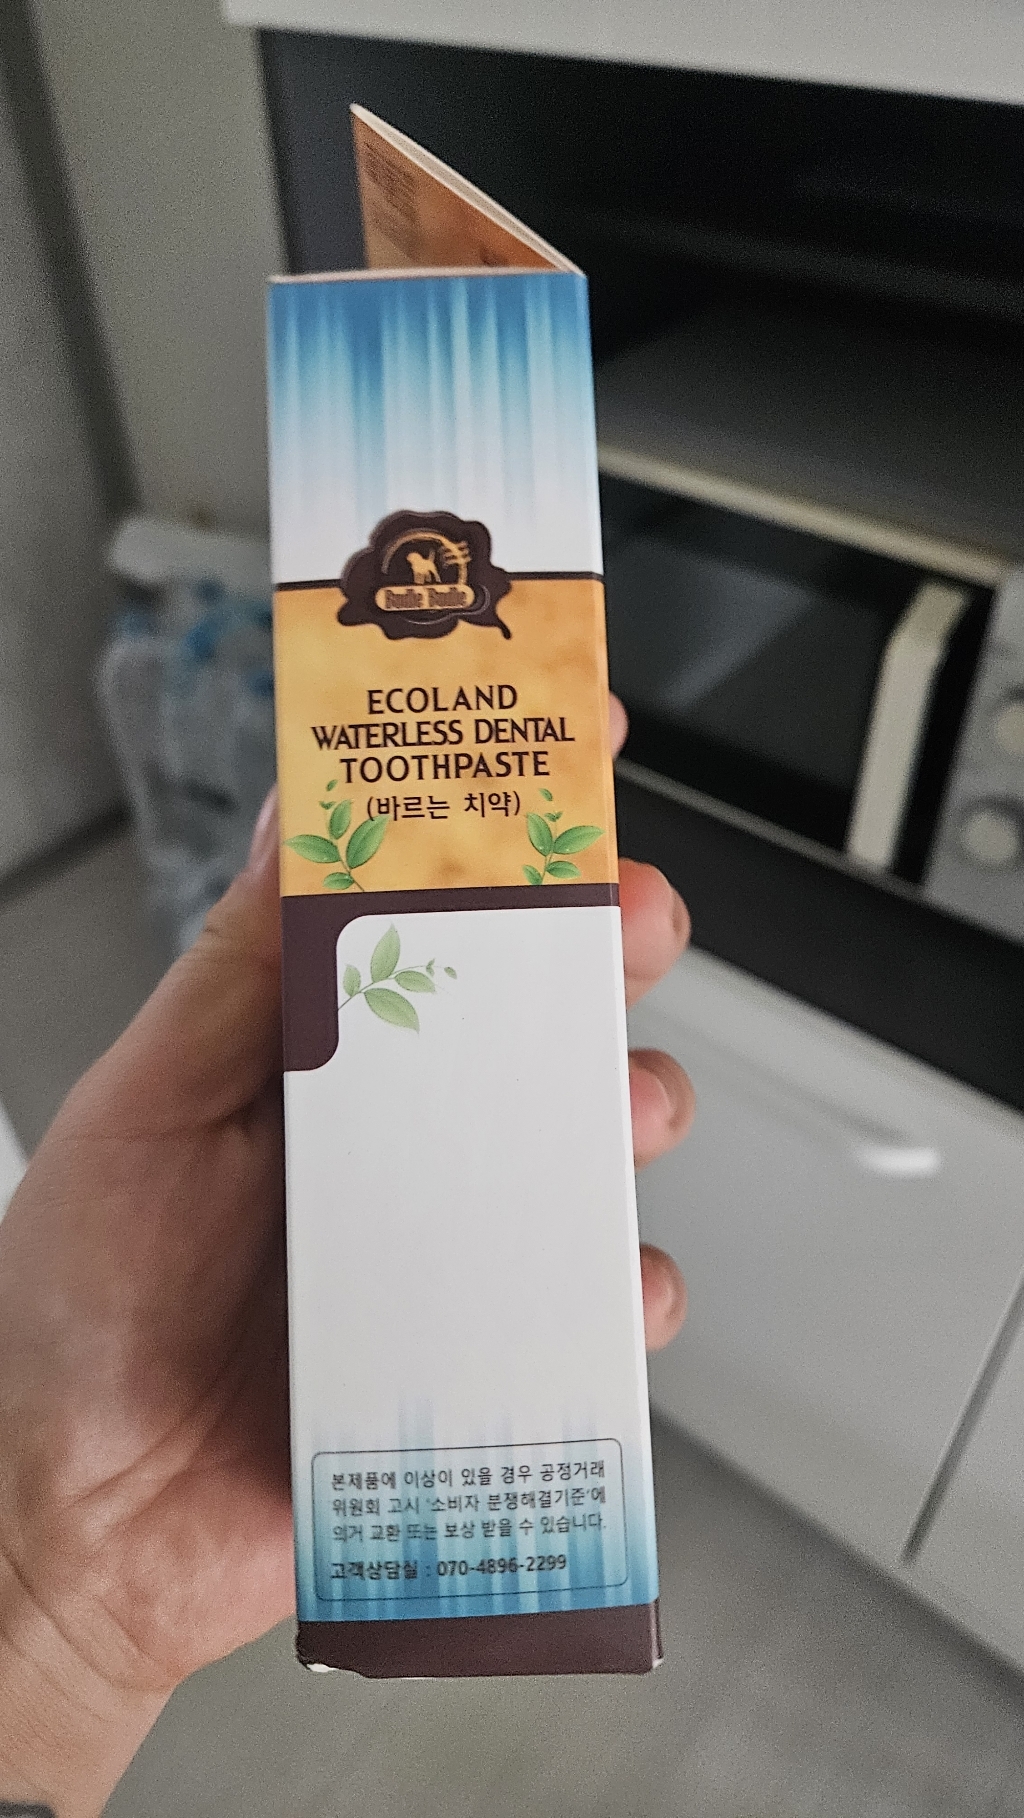 ECOLAND
WATERLESS DENTAL
TOOTHPASTE
(바르는 치약)
본제품에 이상이 있을 경우 공정거래
위원회 고시 '소비자 분쟁해결기준'에
의거 교환 또는 보상 받을 수 있습니다.
고객상담실 : 070-4896-2299